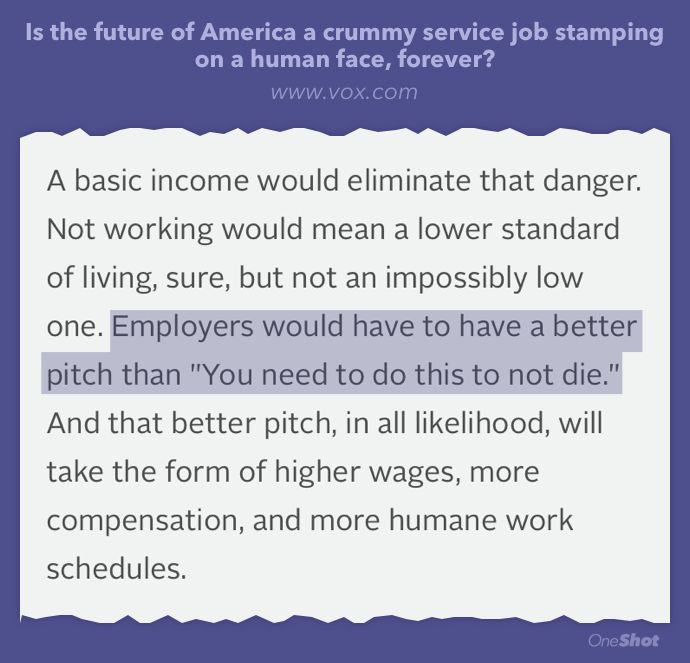 Is the future of America a crummy service job stamping
on a human face, forever?
www.vox.com
A basic income would eliminate that danger.
Not working would mean a lower standard
of living, sure, but not an impossibly low
one. Employers would have to have a better
pitch than "You need to do this to not die."
And that better pitch, in all likelihood, will
take the form of higher wages, more
compensation, and more humane work
schedules.
OneShot